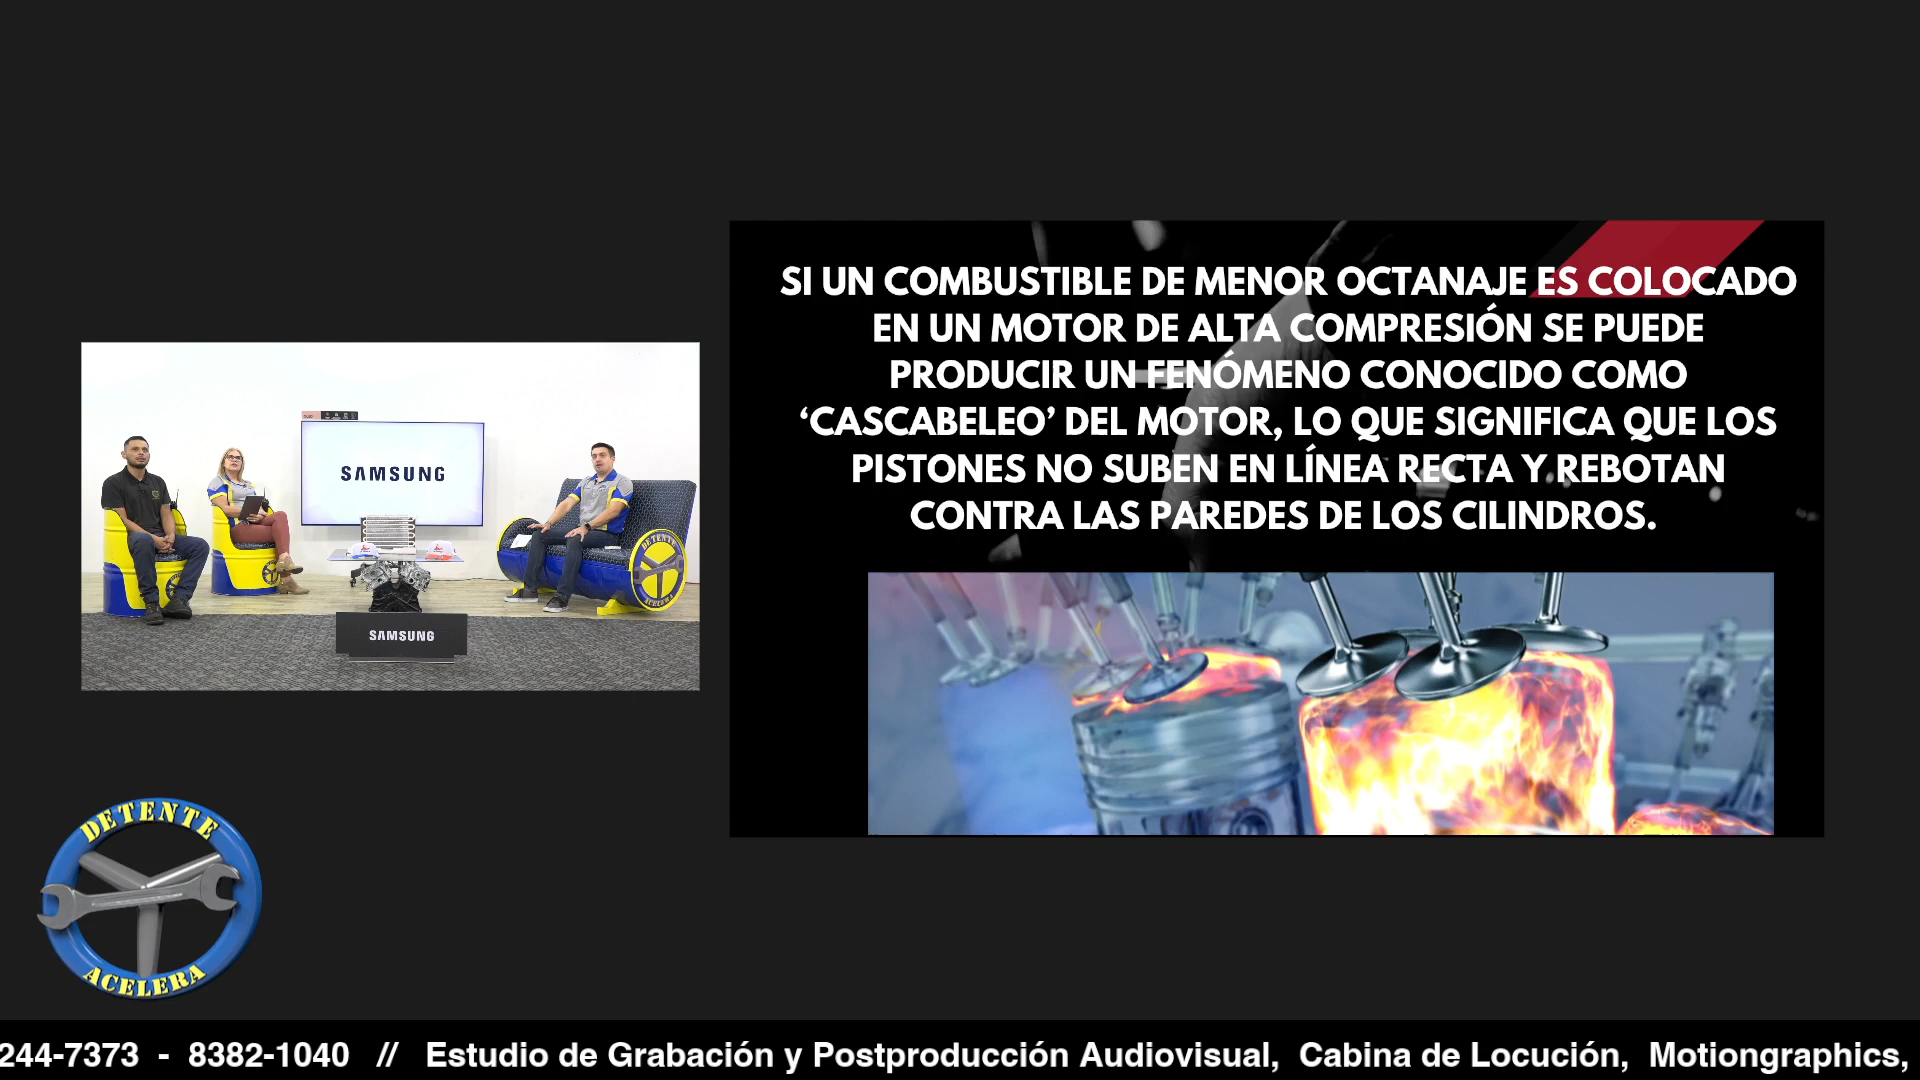 SI UN COMBUSTIBLE DE MENOR OCTANAJE ES COLOCADO
EN UN MOTOR DE ALTA COMPRESIÓN SE PUEDE
PRODUCIR UN FENÓMENO CONOCIDO COMO
‘CASCABELEO’ DEL MOTOR, LO QUE SIGNIFICA QUE LOS
PISTONES NO SUBEN EN LÍNEA RECTA Y REBOTAN
CONTRA LAS PAREDES DE LOS CILINDROS.
SAMSUNG
DETENTE
ACELERA
SAMSUNG
DETENTE
ACELERA
244-7373 - 8382-1040 // Estudio de Grabación y Postproducción Audiovisual, Cabina de Locución, Motiongraphics,